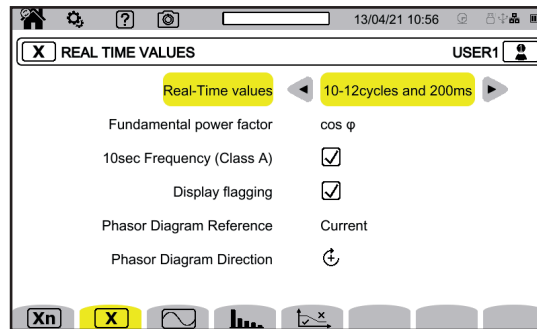 ? 13/04/21 10:56
X REAL TIME VALUES USER1
Real-Time values 10-12cycles and 200ms
Fundamental power factor cos φ
10sec Frequency (Class A)
Display flagging
Phasor Diagram Reference Current
Phasor Diagram Direction
Xn X x